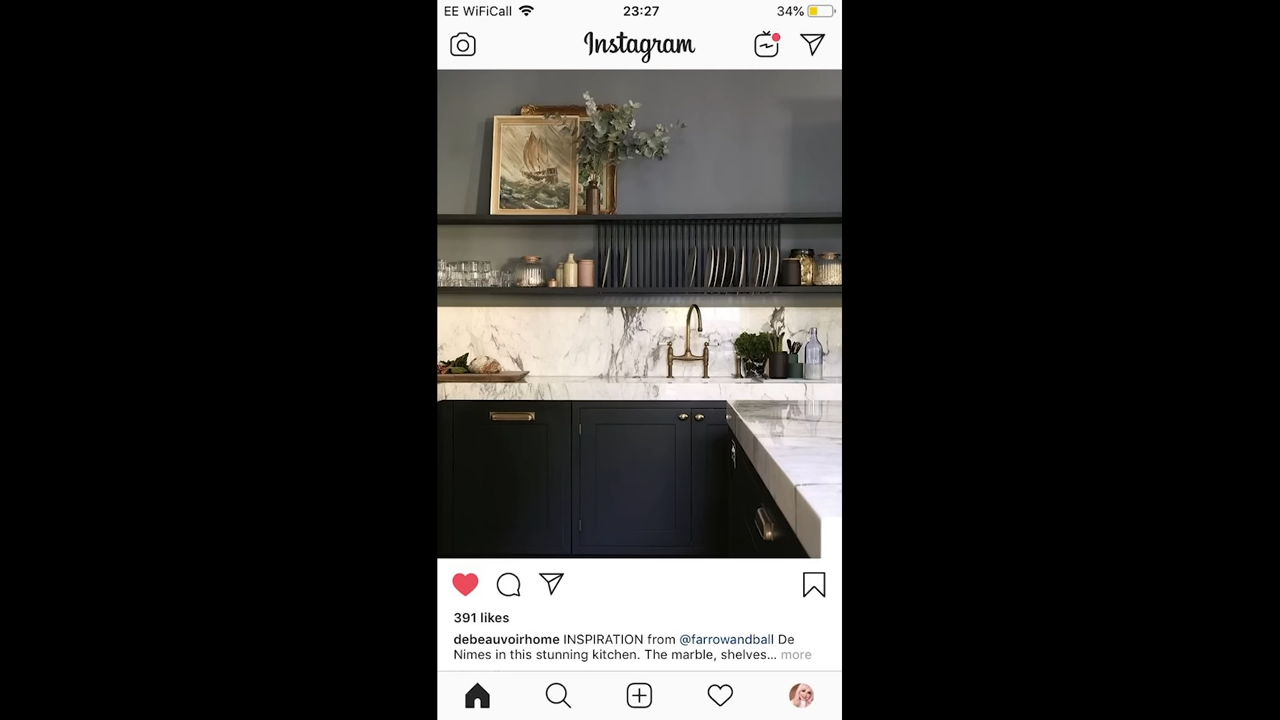 EE WiFiCall 23:27 34%
Instagram
391 likes
debeauvoirhome INSPIRATION from @farrowandball De
Nimes in this stunning kitchen. The marble, shelves... more